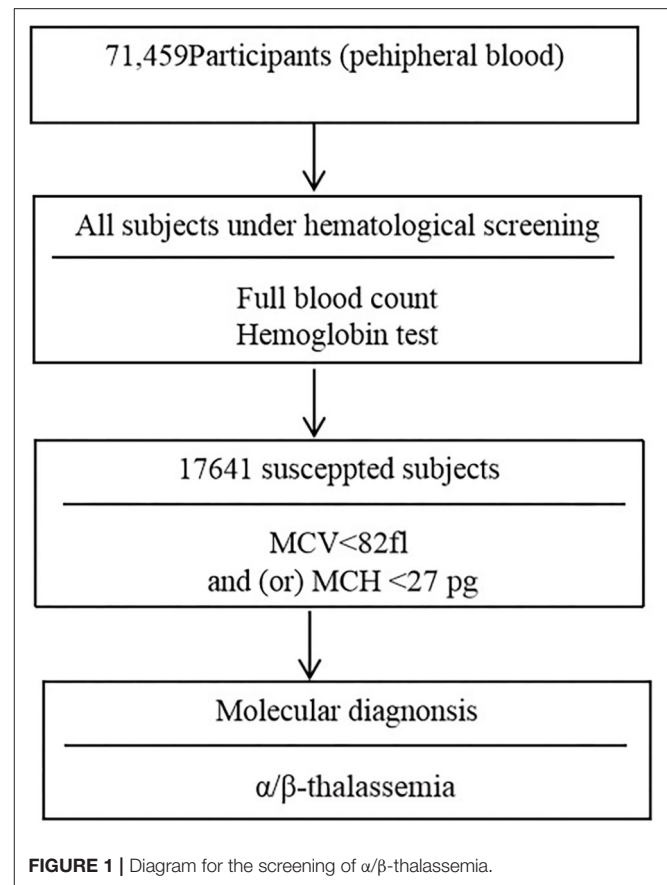 71,459Participants (pehipheral blood)
All subjects under hematological screening
Full blood count
Hemoglobin test
17641 susceppted subjects
MCV<82fl
and (or) MCH <27 pg
Molecular diagnonsis
α/β-thalassemia
FIGURE 1 | Diagram for the screening of α/β-thalassemia.